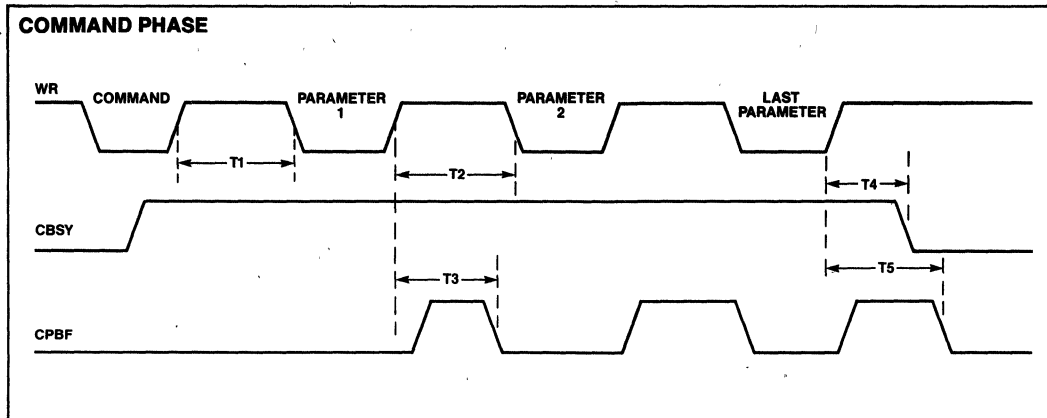 COMMAND PHASE
WR
COMMAND
PARAMETER
1
PARAMETER
2
LAST
PARAMETER
T1
T2
T4
CBSY
T3
T5
CPBF